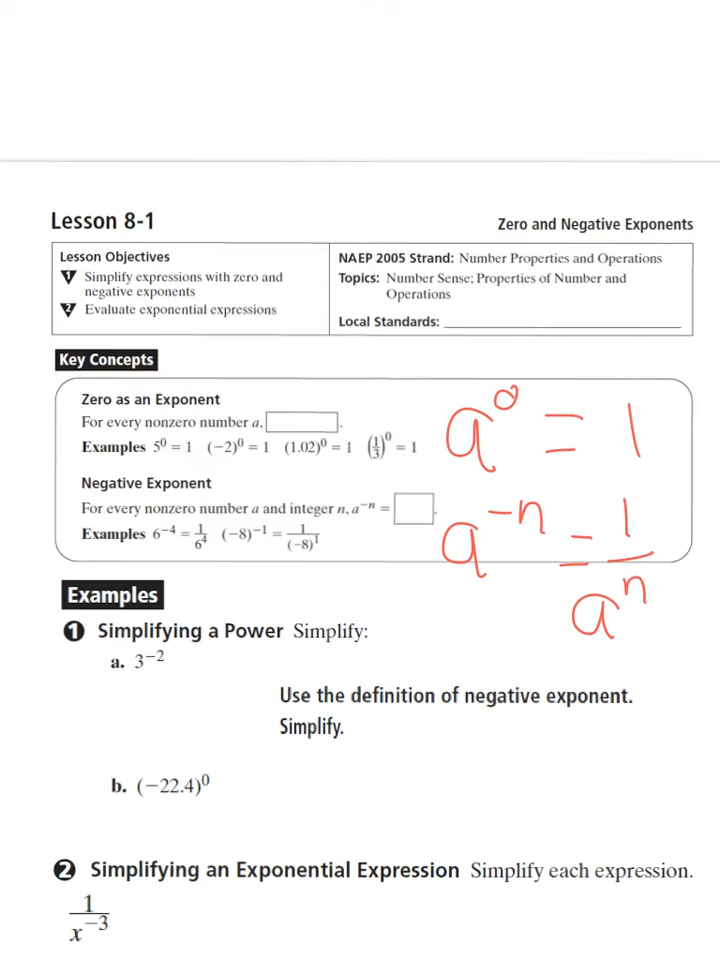 Lesson 8-1
Zero and Negative Exponents
Lesson Objectives
1 Simplify expressions with zero and
negative exponents
2 Evaluate exponential expressions
NAEP 2005 Strand: Number Properties and Operations
Topics: Number Sense; Properties of Number and
Operations
Local Standards: ____________________
Key Concepts
Zero as an Exponent
For every nonzero number a, .
Examples 5⁰ = 1 (−2)⁰ = 1 (1.02)⁰ = 1 (1/3)⁰ = 1
a⁰ = 1
Negative Exponent
For every nonzero number a and integer n, a⁻ⁿ = .
Examples 6⁻⁴ = 1/6⁴ (−8)⁻¹ = 1/(−8)¹
a⁻ⁿ = 1/aⁿ
Examples
1 Simplifying a Power Simplify:
a. 3⁻²
Use the definition of negative exponent.
Simplify.
b. (−22.4)⁰
2 Simplifying an Exponential Expression Simplify each expression.
1/x⁻³